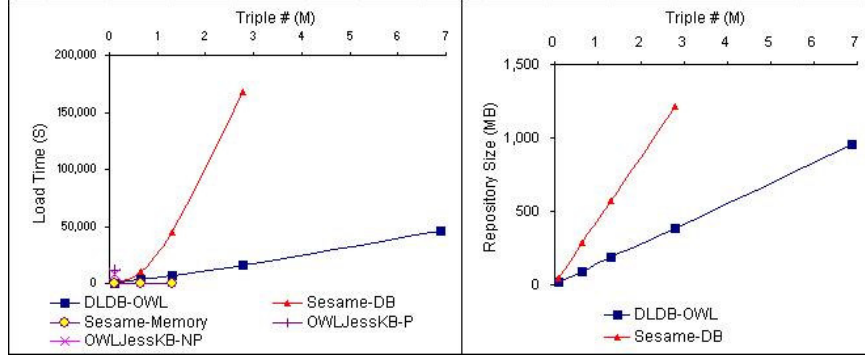 Triple # (M)
0 1 2 3 4 5 6 7
200,000
150,000
100,000
50,000
0
Load Time (S)
DLDB-OWL
Sesame-DB
Sesame-Memory
OWLJessKB-P
OWLJessKB-NP
Triple # (M)
0 1 2 3 4 5 6 7
1,500
1,000
500
0
Repository Size (MB)
DLDB-OWL
Sesame-DB